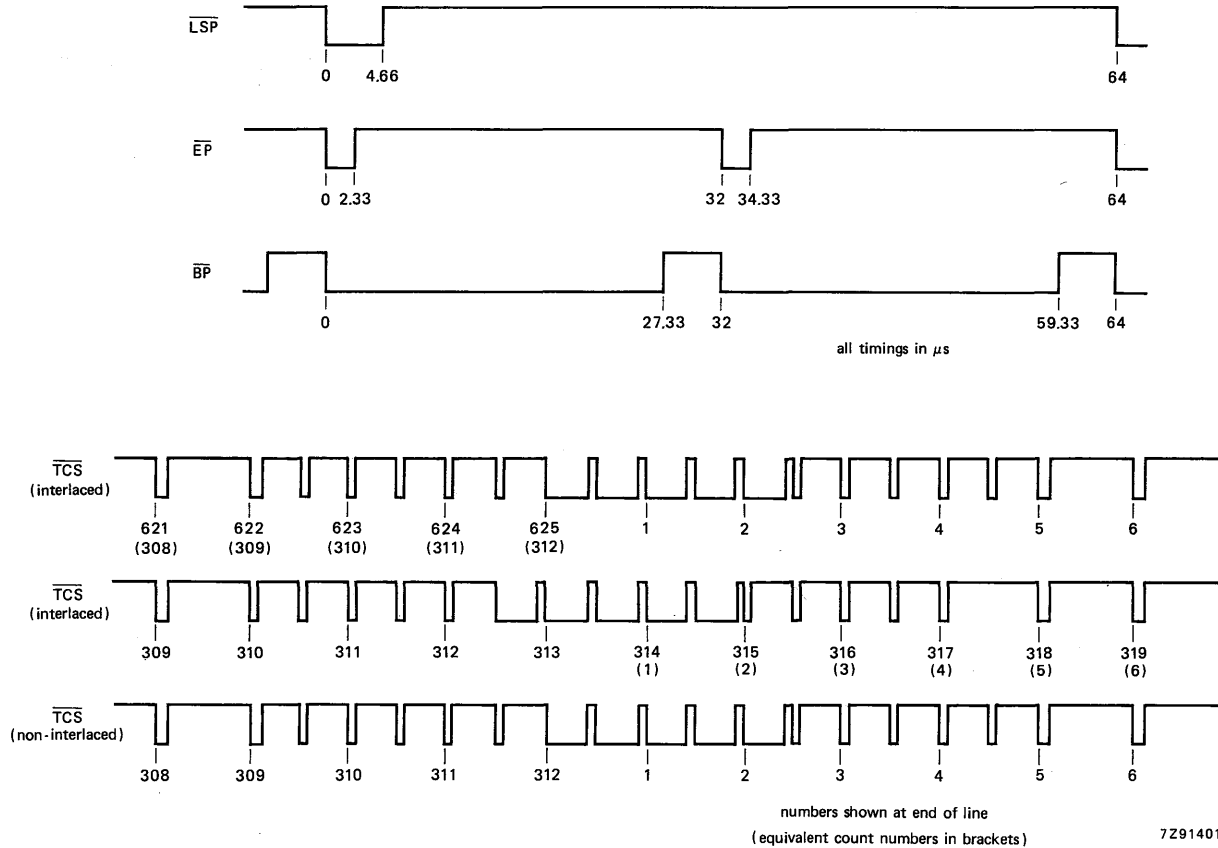 LSP
0 4.66 64
EP
0 2.33 32 34.33 64
BP
0 27.33 32 59.33 64
all timings in μs
TCS
(interlaced)
621 622 623 624 625 1 2 3 4 5 6
(308) (309) (310) (311) (312)
TCS
(interlaced)
309 310 311 312 313 314 315 316 317 318 319
(1) (2) (3) (4) (5) (6)
TCS
(non-interlaced)
308 309 310 311 312 1 2 3 4 5 6
numbers shown at end of line
(equivalent count numbers in brackets)
7Z91401